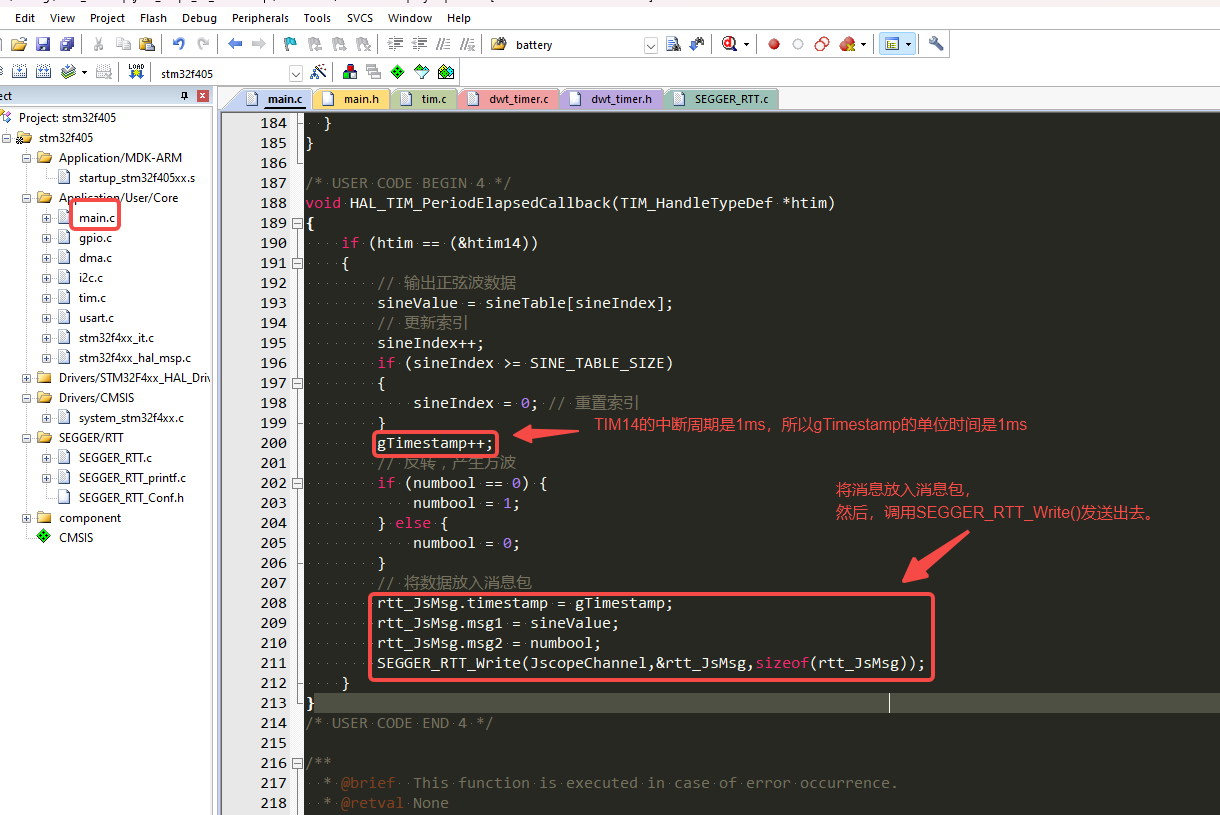 Edit View Project Flash Debug Peripherals Tools SVCS Window Help
battery
LOAD stm32f405
ect
main.c main.h tim.c dwt_timer.c dwt_timer.h SEGGER_RTT.c
Project: stm32f405
stm32f405
Application/MDK-ARM
startup_stm32f405xx.s
Application/User/Core
main.c
gpio.c
dma.c
i2c.c
tim.c
usart.c
stm32f4xx_it.c
stm32f4xx_hal_msp.c
Drivers/STM32F4xx_HAL_Driv
Drivers/CMSIS
system_stm32f4xx.c
SEGGER/RTT
SEGGER_RTT.c
SEGGER_RTT_printf.c
SEGGER_RTT_Conf.h
component
CMSIS
184 }
185 }
186
187 /* USER CODE BEGIN 4 */
188 void HAL_TIM_PeriodElapsedCallback(TIM_HandleTypeDef *htim)
189 {
190 if (htim == (&htim14))
191 {
192 // 输出正弦波数据
193 sineValue = sineTable[sineIndex];
194 // 更新索引
195 sineIndex++;
196 if (sineIndex >= SINE_TABLE_SIZE)
197 {
198 sineIndex = 0; // 重置索引
199 }
200 gTimestamp++;
201 // 反转，产生方波
202 if (numbool == 0) {
203 numbool = 1;
204 } else {
205 numbool = 0;
206 }
207 // 将数据放入消息包
208 rtt_JsMsg.timestamp = gTimestamp;
209 rtt_JsMsg.msg1 = sineValue;
210 rtt_JsMsg.msg2 = numbool;
211 SEGGER_RTT_Write(JscopeChannel,&rtt_JsMsg,sizeof(rtt_JsMsg));
212 }
213 }
214 /* USER CODE END 4 */
215
216 /**
217 * @brief This function is executed in case of error occurrence.
218 * @retval None
TIM14的中断周期是1ms，所以gTimestamp的单位时间是1ms
将消息放入消息包，
然后，调用SEGGER_RTT_Write()发送出去。